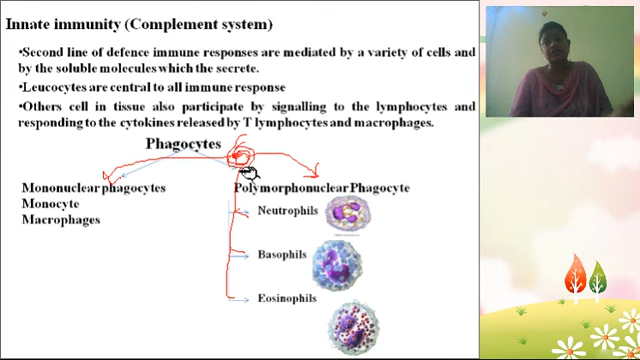 Innate immunity (Complement system)
•Second line of defence immune responses are mediated by a variety of cells and
by the soluble molecules which the secrete.
•Leucocytes are central to all immune response
•Others cell in tissue also participate by signalling to the lymphocytes and
responding to the cytokines released by T lymphocytes and macrophages.
Phagocytes
Mononuclear phagocytes
Monocyte
Macrophages
Polymorphonuclear Phagocyte
Neutrophils
Basophils
Eosinophils